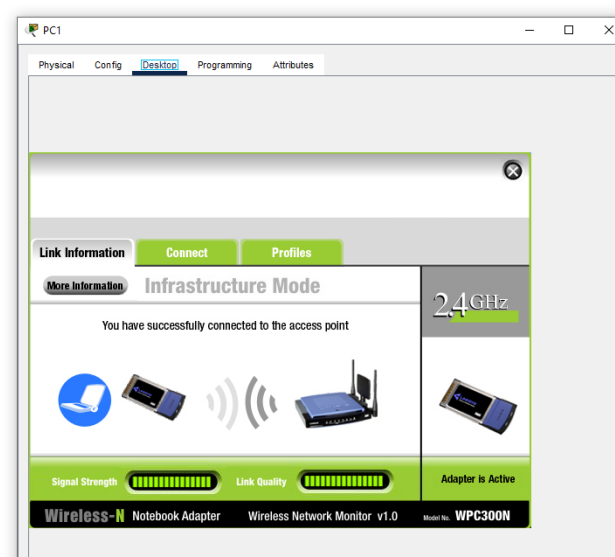 PC1
Physical Config Desktop Programming Attributes
Link Information Connect Profiles
More Information Infrastructure Mode
2.4GHz
You have successfully connected to the access point
Signal Strength Link Quality Adapter is Active
Wireless-N Notebook Adapter Wireless Network Monitor v1.0 Model No. WPC300N